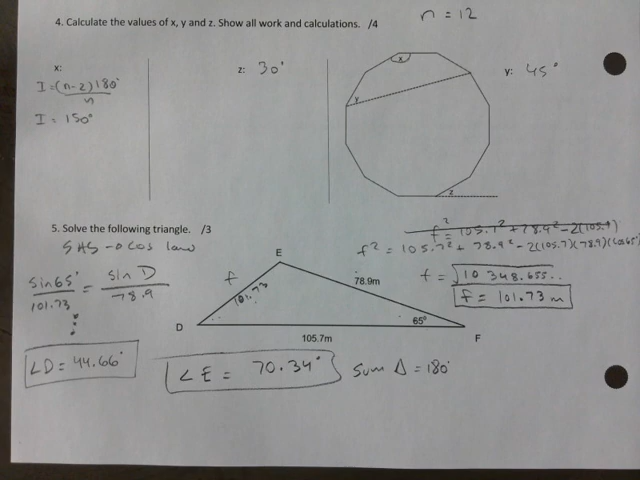 n = 12
4. Calculate the values of x, y and z. Show all work and calculations. /4
x:
I = (n-2)180°
n
I = 150°
z: 30°
y: 45°
x
y
z
5. Solve the following triangle. /3
SAS → cos law
f² = 105.7² + 78.9² - 2(105.7)
f² = 105.7² + 78.9² - 2(105.7)(78.9)(cos65°
sin65° = sin D
101.73 78.9
∠D = 44.66°
E
f
101.73
78.9m
D
65°
F
105.7m
f = √10 348.655..
f = 101.73 m
∠E = 70.34°
Sum Δ = 180°